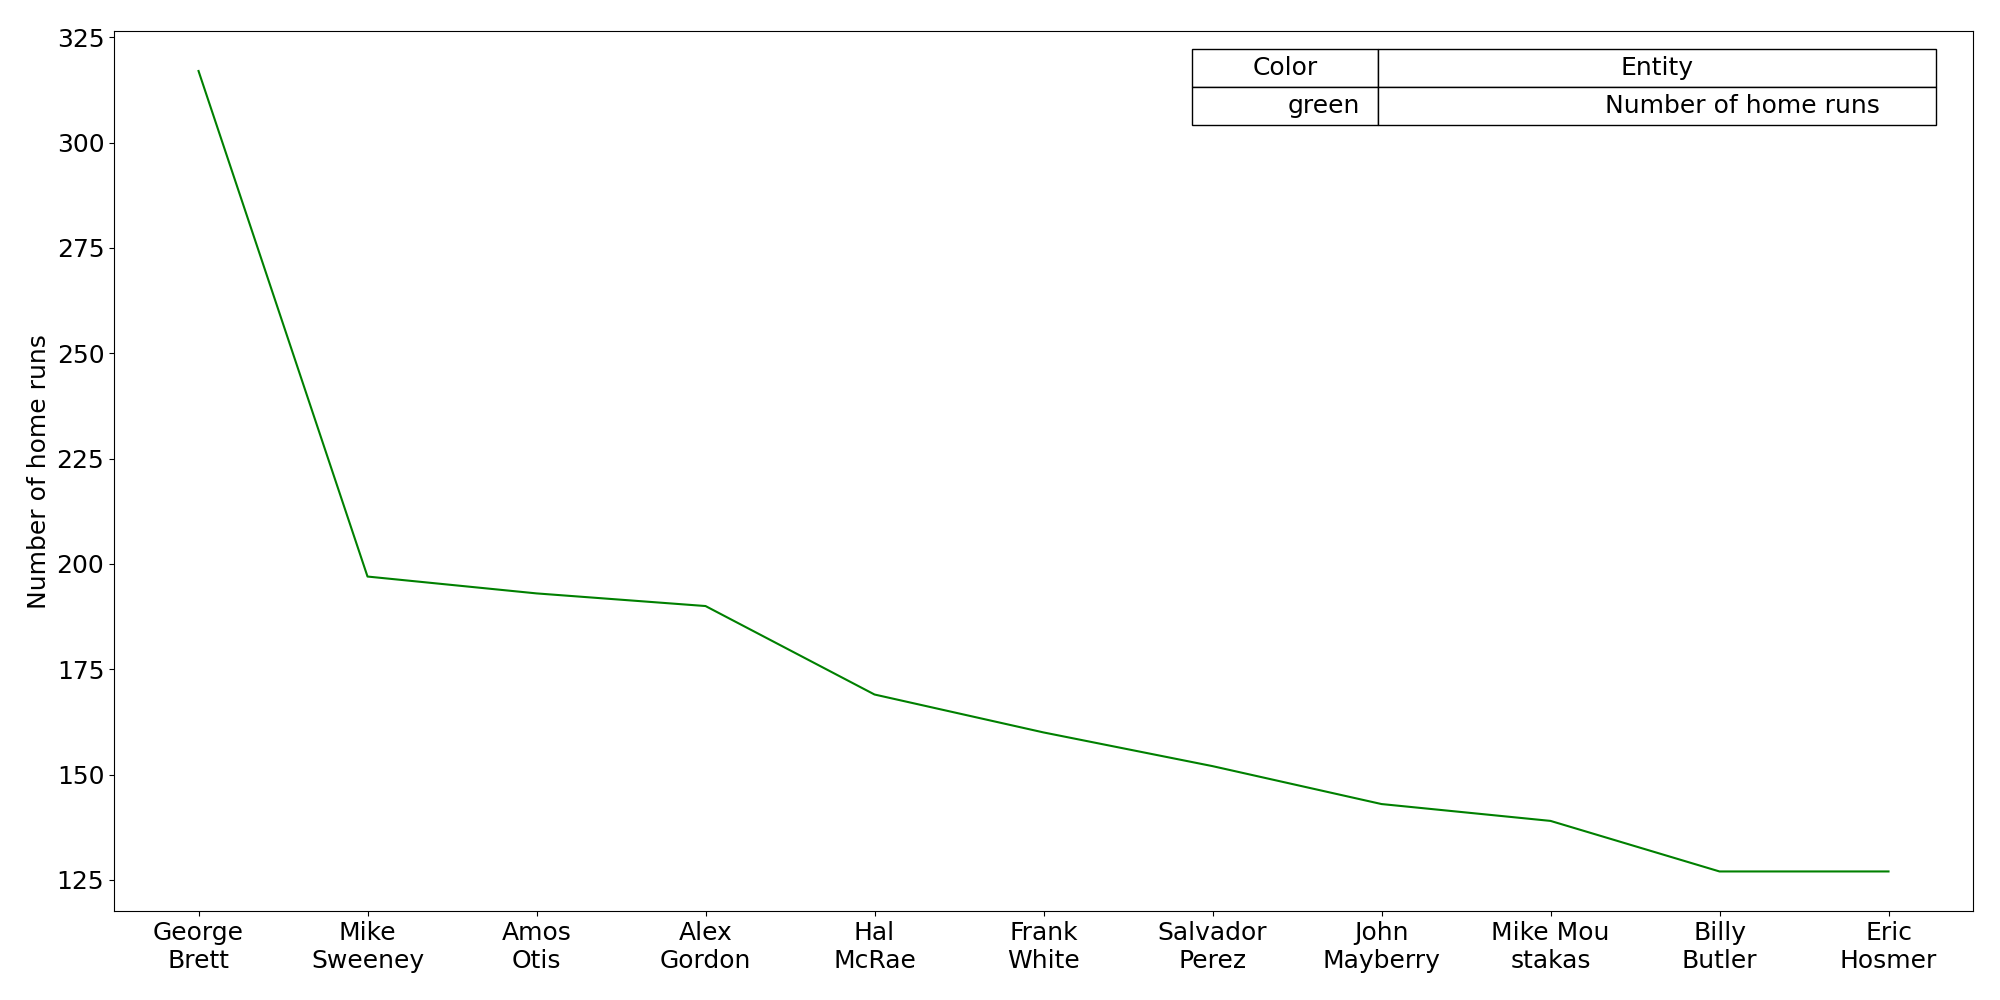 325
300
275
250
225
200
175
150
125
Number of home runs
Color Entity
green Number of home runs
George Mike Amos Alex Hal Frank Salvador John Mike Mou Billy Eric
Brett Sweeney Otis Gordon McRae White Perez Mayberry stakas Butler Hosmer